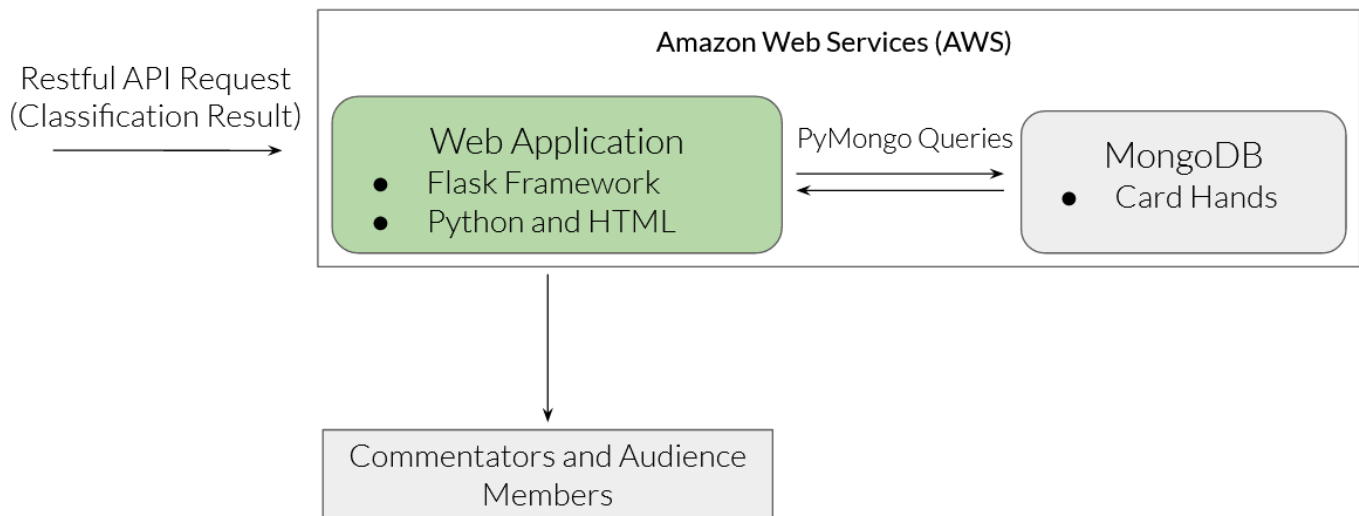 Amazon Web Services (AWS)
Restful API Request
(Classification Result)
Web Application
● Flask Framework
● Python and HTML
PyMongo Queries
MongoDB
● Card Hands
Commentators and Audience
Members